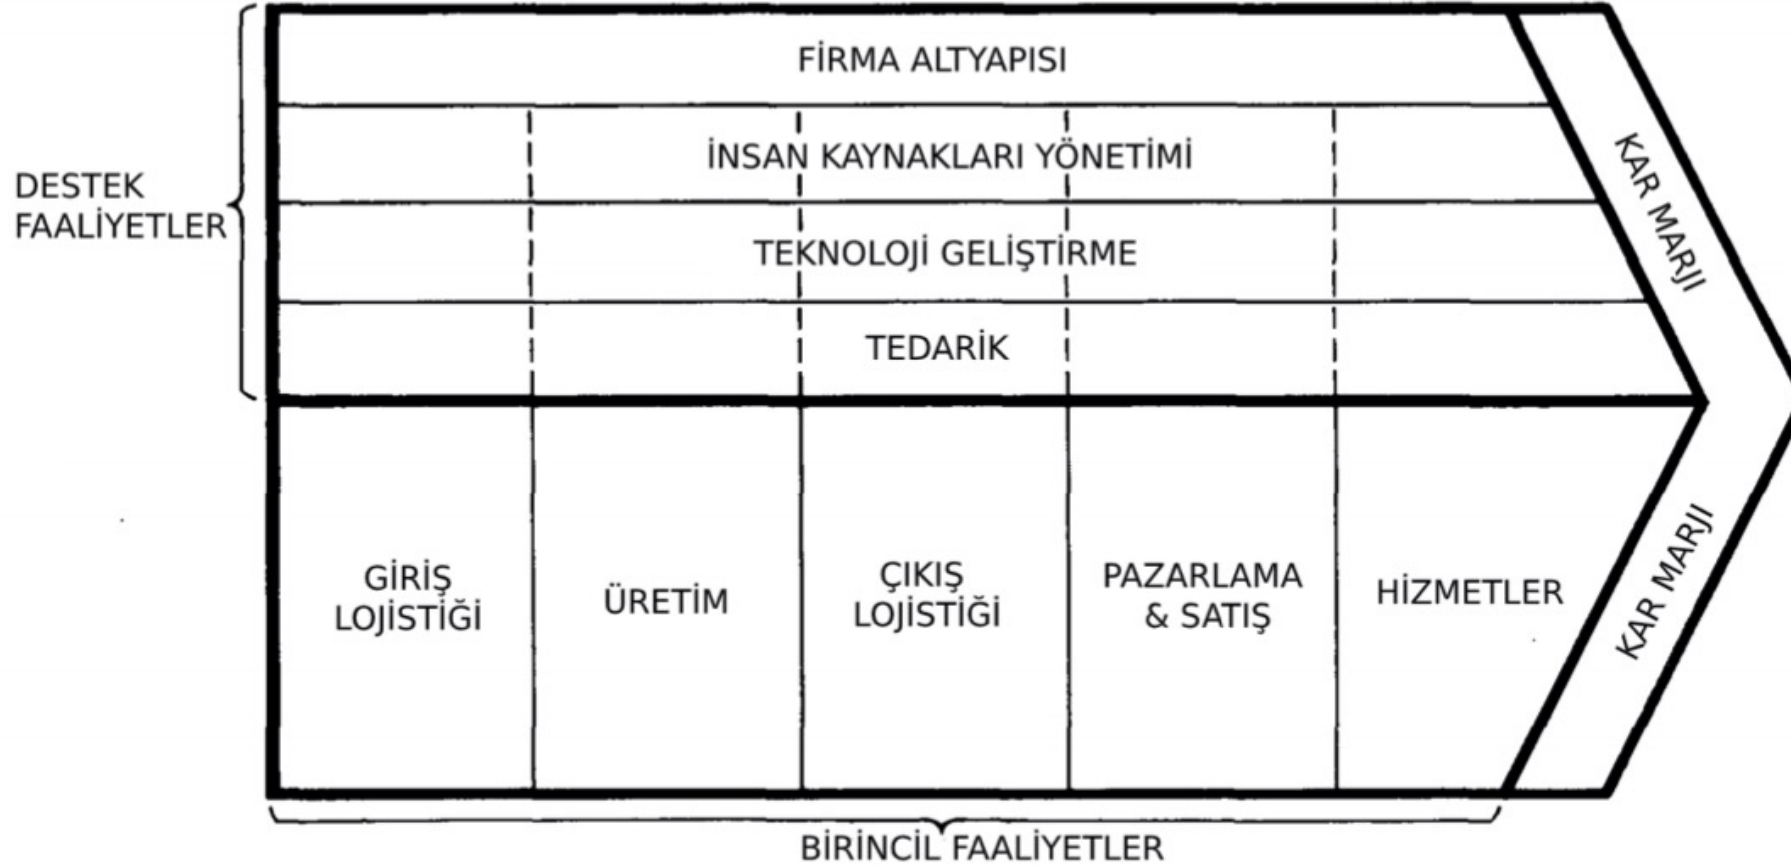 FİRMA ALTYAPISI
İNSAN KAYNAKLARI YÖNETİMİ
DESTEK
FAALİYETLER
TEKNOLOJİ GELİŞTİRME
TEDARİK
KAR MARJI
GİRİŞ
LOJİSTİĞİ
ÜRETİM
ÇIKIŞ
LOJİSTİĞİ
PAZARLAMA
& SATIŞ
HİZMETLER
KAR MARJI
BİRİNCİL FAALİYETLER